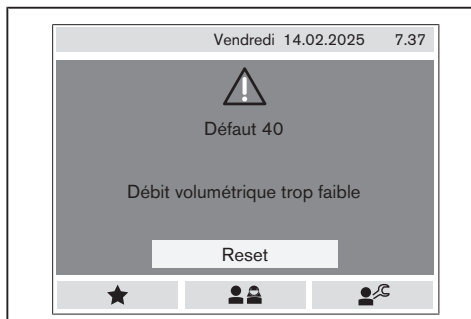 Vendredi 14.02.2025 7.37
Défaut 40
Débit volumétrique trop faible
Reset